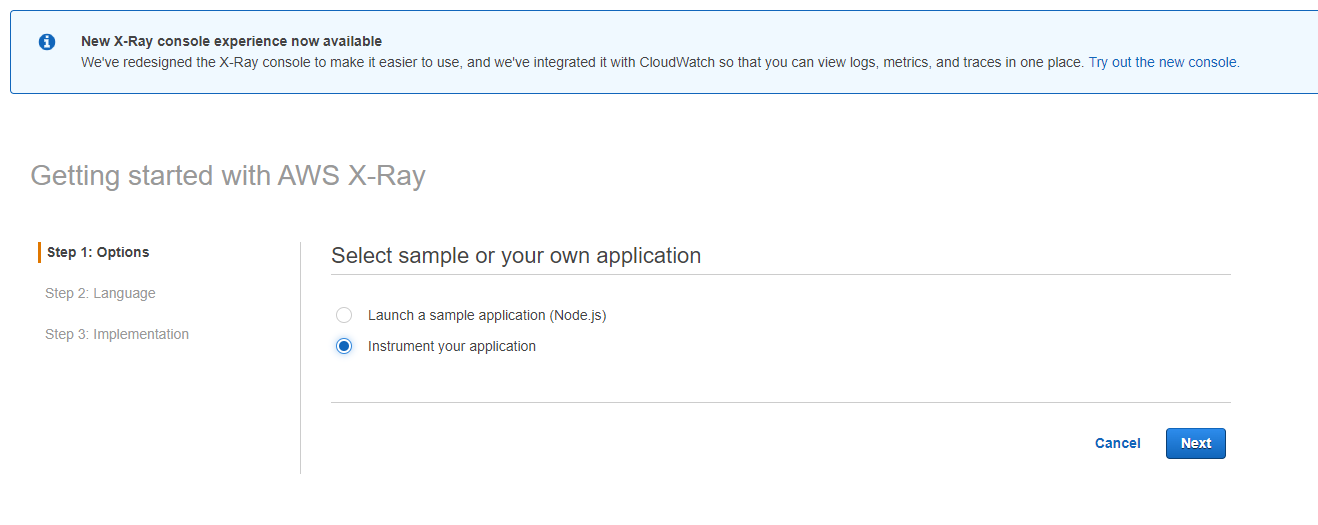 New X-Ray console experience now available
We've redesigned the X-Ray console to make it easier to use, and we've integrated it with CloudWatch so that you can view logs, metrics, and traces in one place. Try out the new console.
Getting started with AWS X-Ray
Step 1: Options
Step 2: Language
Step 3: Implementation
Select sample or your own application
Launch a sample application (Node.js)
Instrument your application
Cancel
Next